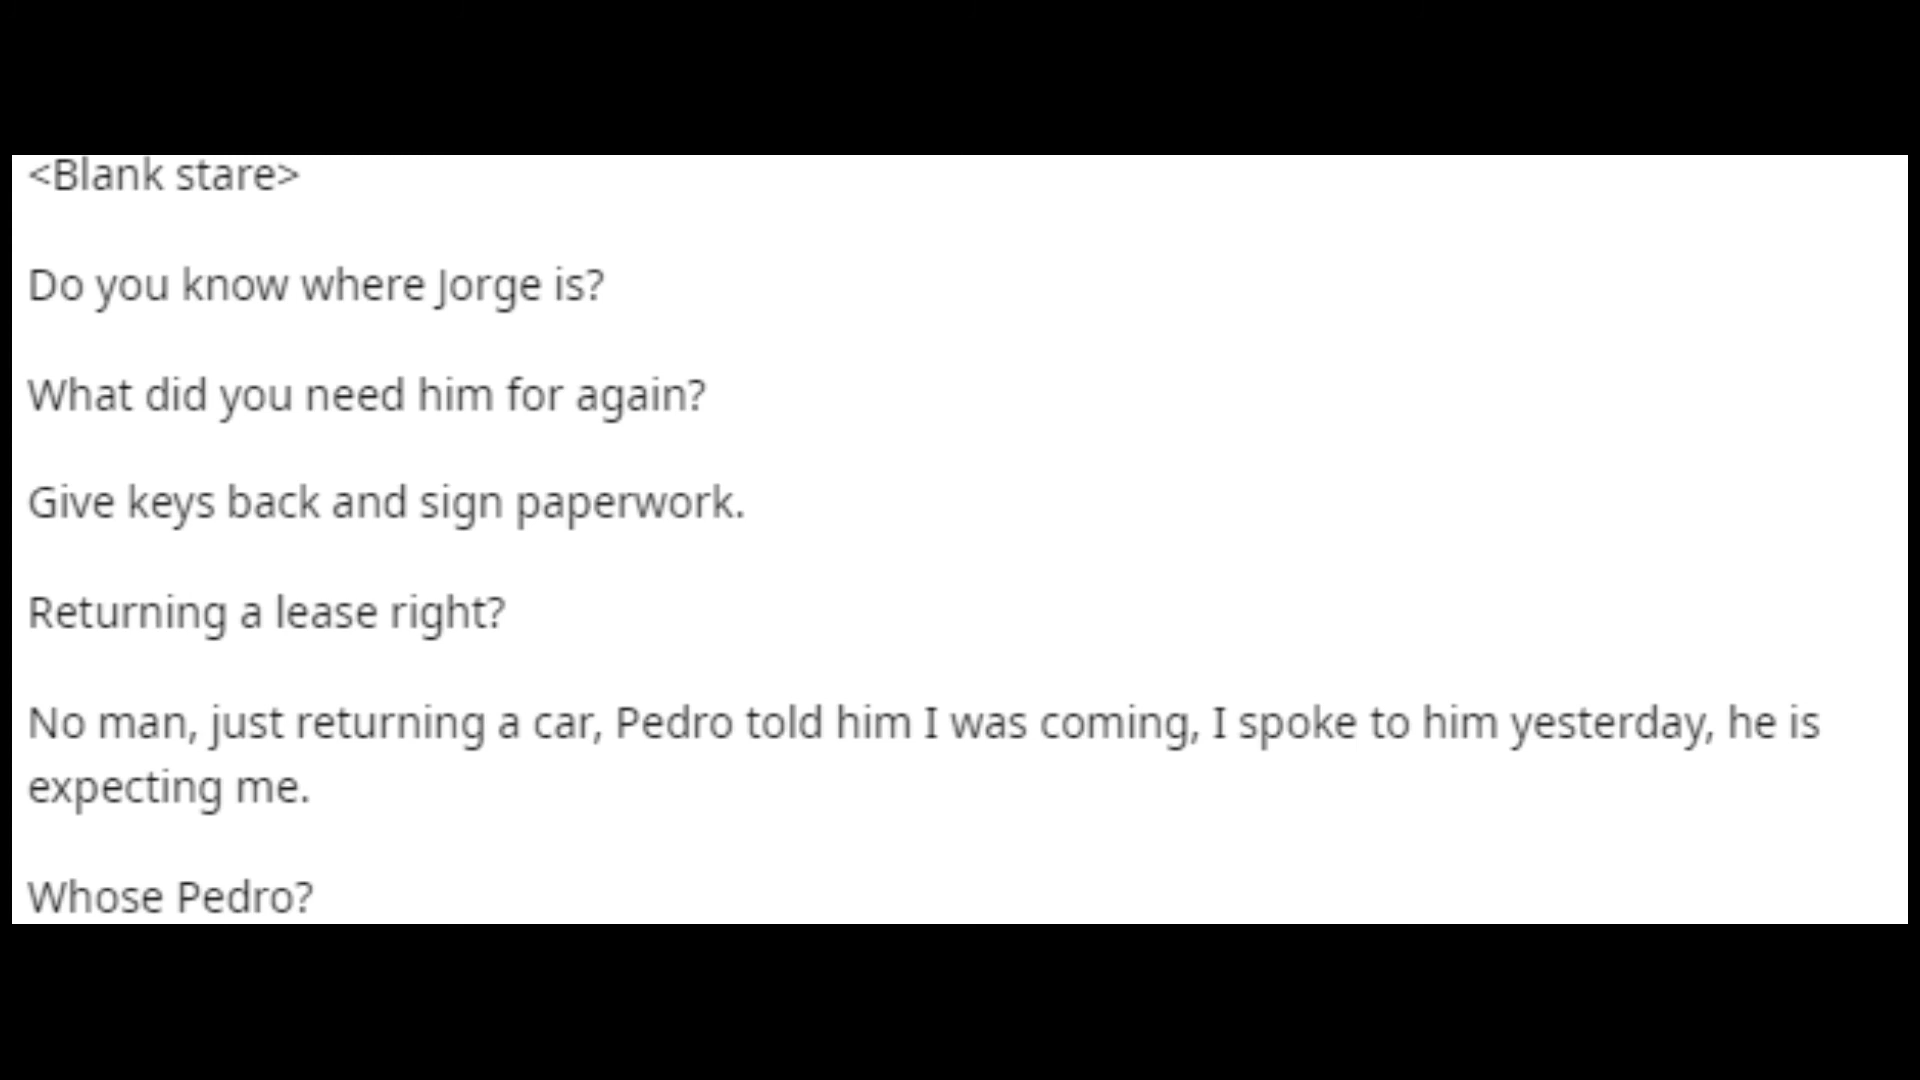 <Blank stare>
Do you know where Jorge is?
What did you need him for again?
Give keys back and sign paperwork.
Returning a lease right?
No man, just returning a car, Pedro told him I was coming, I spoke to him yesterday, he is
expecting me.
Whose Pedro?